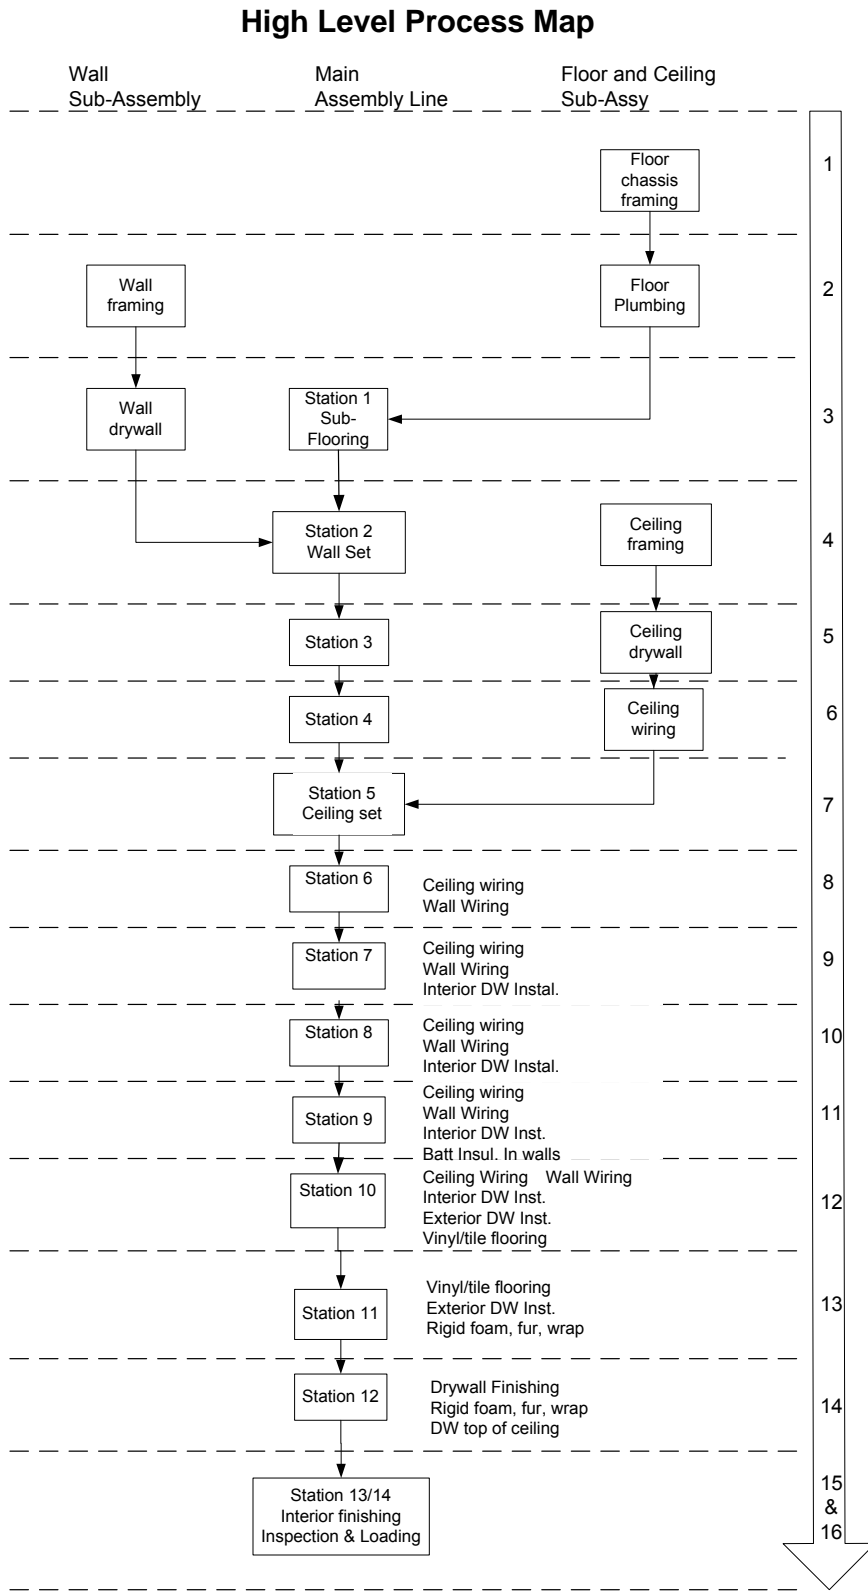 High Level Process Map
Wall
Sub-Assembly
Main
Assembly Line
Floor and Ceiling
Sub-Assy
Floor
chassis
framing
1
Wall
framing
Floor
Plumbing
2
Wall
drywall
Station 1
Sub-
Flooring
3
Station 2
Wall Set
Ceiling
framing
4
Station 3
Ceiling
drywall
5
Station 4
Ceiling
wiring
6
Station 5
Ceiling set
7
Station 6
Ceiling wiring
Wall Wiring
8
Station 7
Ceiling wiring
Wall Wiring
Interior DW Instal.
9
Station 8
Ceiling wiring
Wall Wiring
Interior DW Instal.
10
Station 9
Ceiling wiring
Wall Wiring
Interior DW Inst.
Batt Insul. In walls
11
Station 10
Ceiling Wiring Wall Wiring
Interior DW Inst.
Exterior DW Inst.
Vinyl/tile flooring
12
Station 11
Vinyl/tile flooring
Exterior DW Inst.
Rigid foam, fur, wrap
13
Station 12
Drywall Finishing
Rigid foam, fur, wrap
DW top of ceiling
14
Station 13/14
Interior finishing
Inspection & Loading
15
&
16